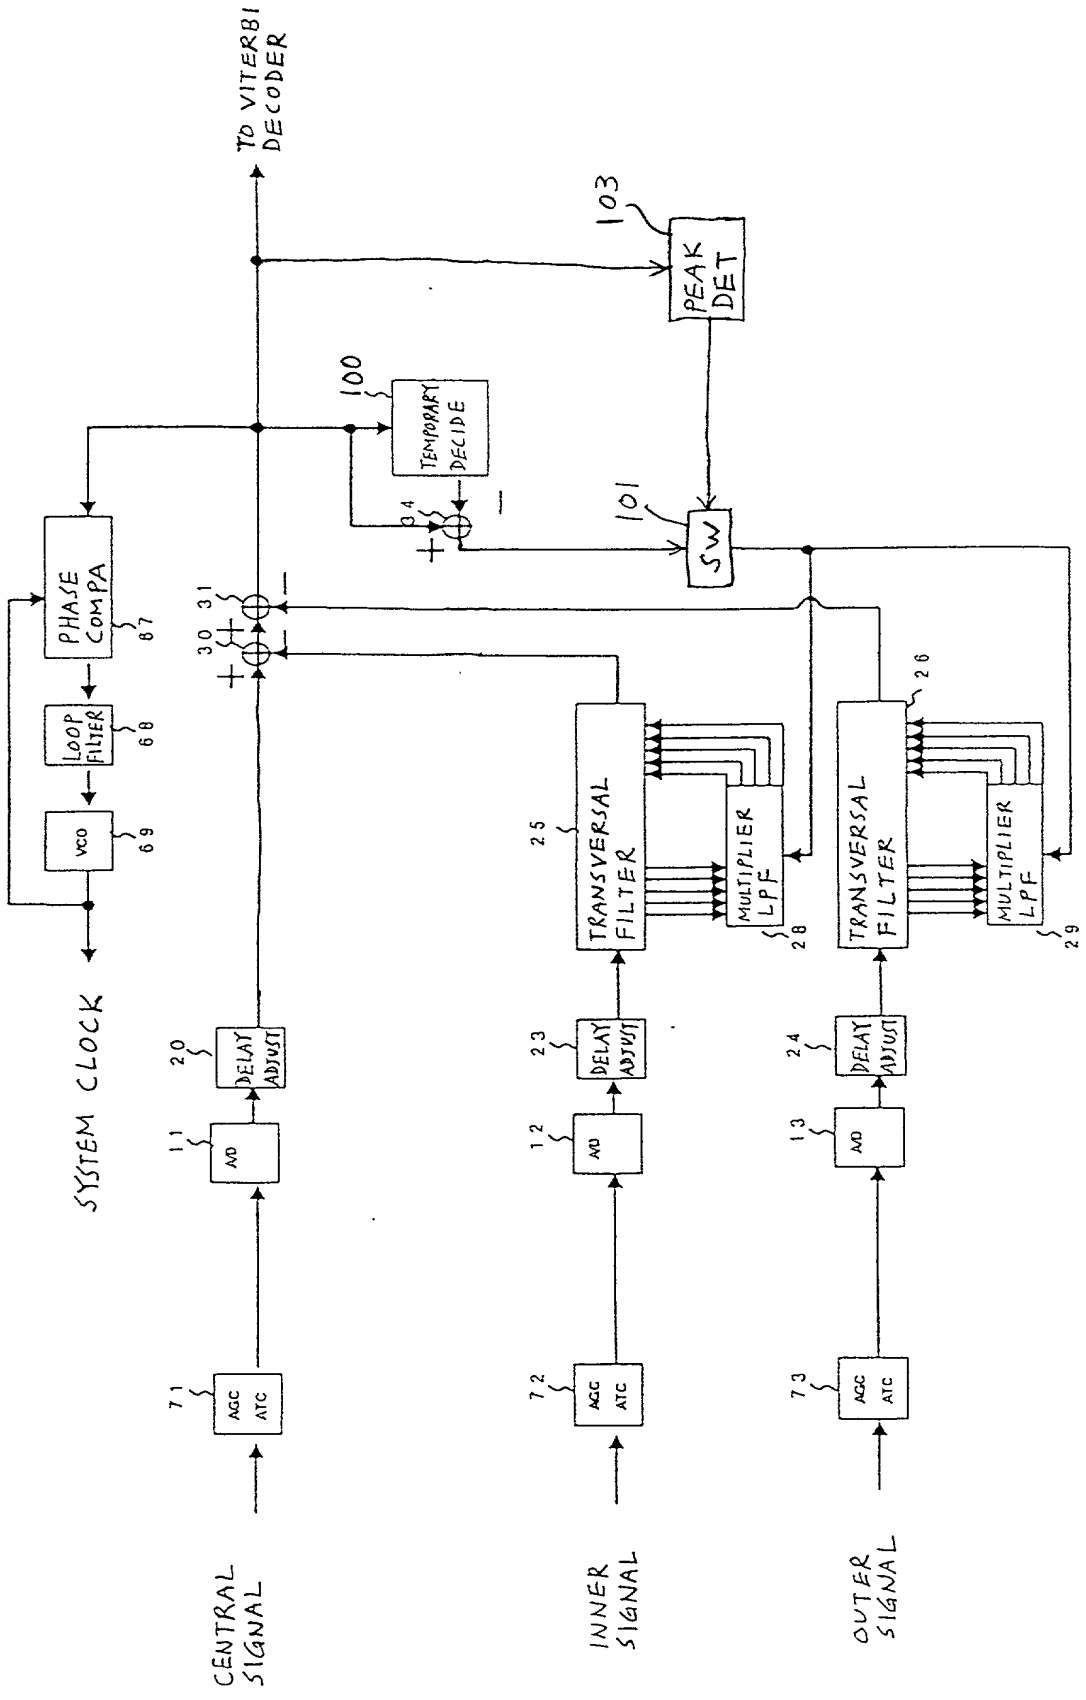 TO VITERBI
DECODER
SYSTEM CLOCK
VCO
69
LOOP
FILTER
68
PHASE
COMPA
67
CENTRAL
SIGNAL
AGC
ATC
71
A/D
11
DELAY
ADJUST
20
+
30
−
+
31
−
TEMPORARY
DECIDE
100
34
+
−
PEAK
DET
103
SW
101
INNER
SIGNAL
AGC
ATC
72
A/D
12
DELAY
ADJUST
23
TRANSVERSAL
FILTER
25
MULTIPLIER
LPF
28
OUTER
SIGNAL
AGC
ATC
73
A/D
13
DELAY
ADJUST
24
TRANSVERSAL
FILTER
26
MULTIPLIER
LPF
29